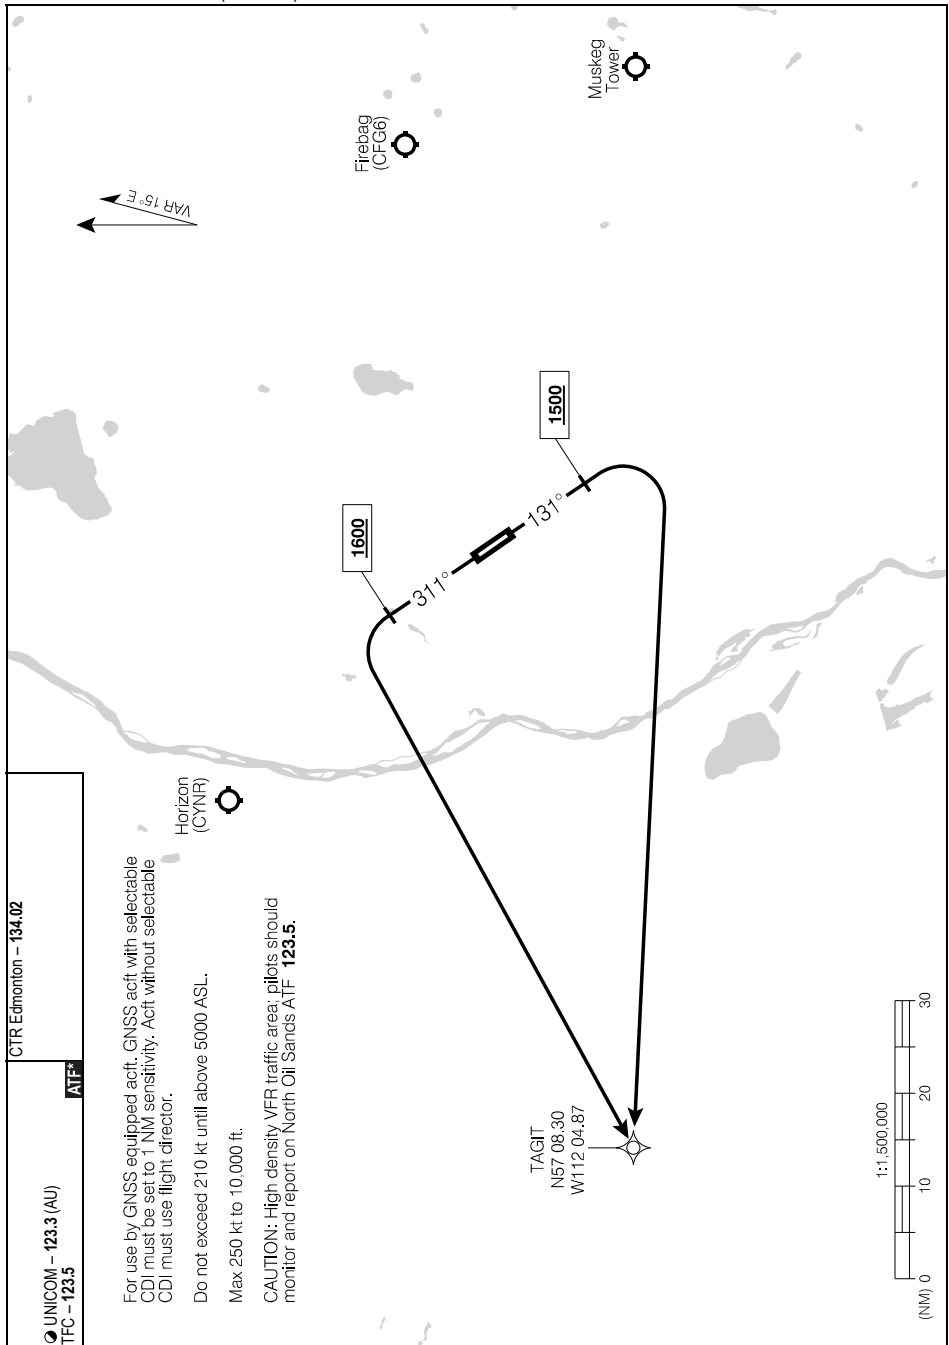 ◑ UNICOM – 123.3 (AU)
TFC – 123.5
ATF*
CTR Edmonton – 134.02
For use by GNSS equipped acft. GNSS acft with selectable
CDI must be set to 1 NM sensitivity. Acft without selectable
CDI must use flight director.
Do not exceed 210 kt until above 5000 ASL.
Max 250 kt to 10,000 ft.
CAUTION: High density VFR traffic area; pilots should
monitor and report on North Oil Sands ATF 123.5.
VAR 15° E
Horizon
(CYNR)
Firebag
(CFG6)
Muskeg
Tower
1600
311°
131°
1500
TAGIT
N57 08.30
W112 04.87
1:1,500,000
(NM) 0 10 20 30